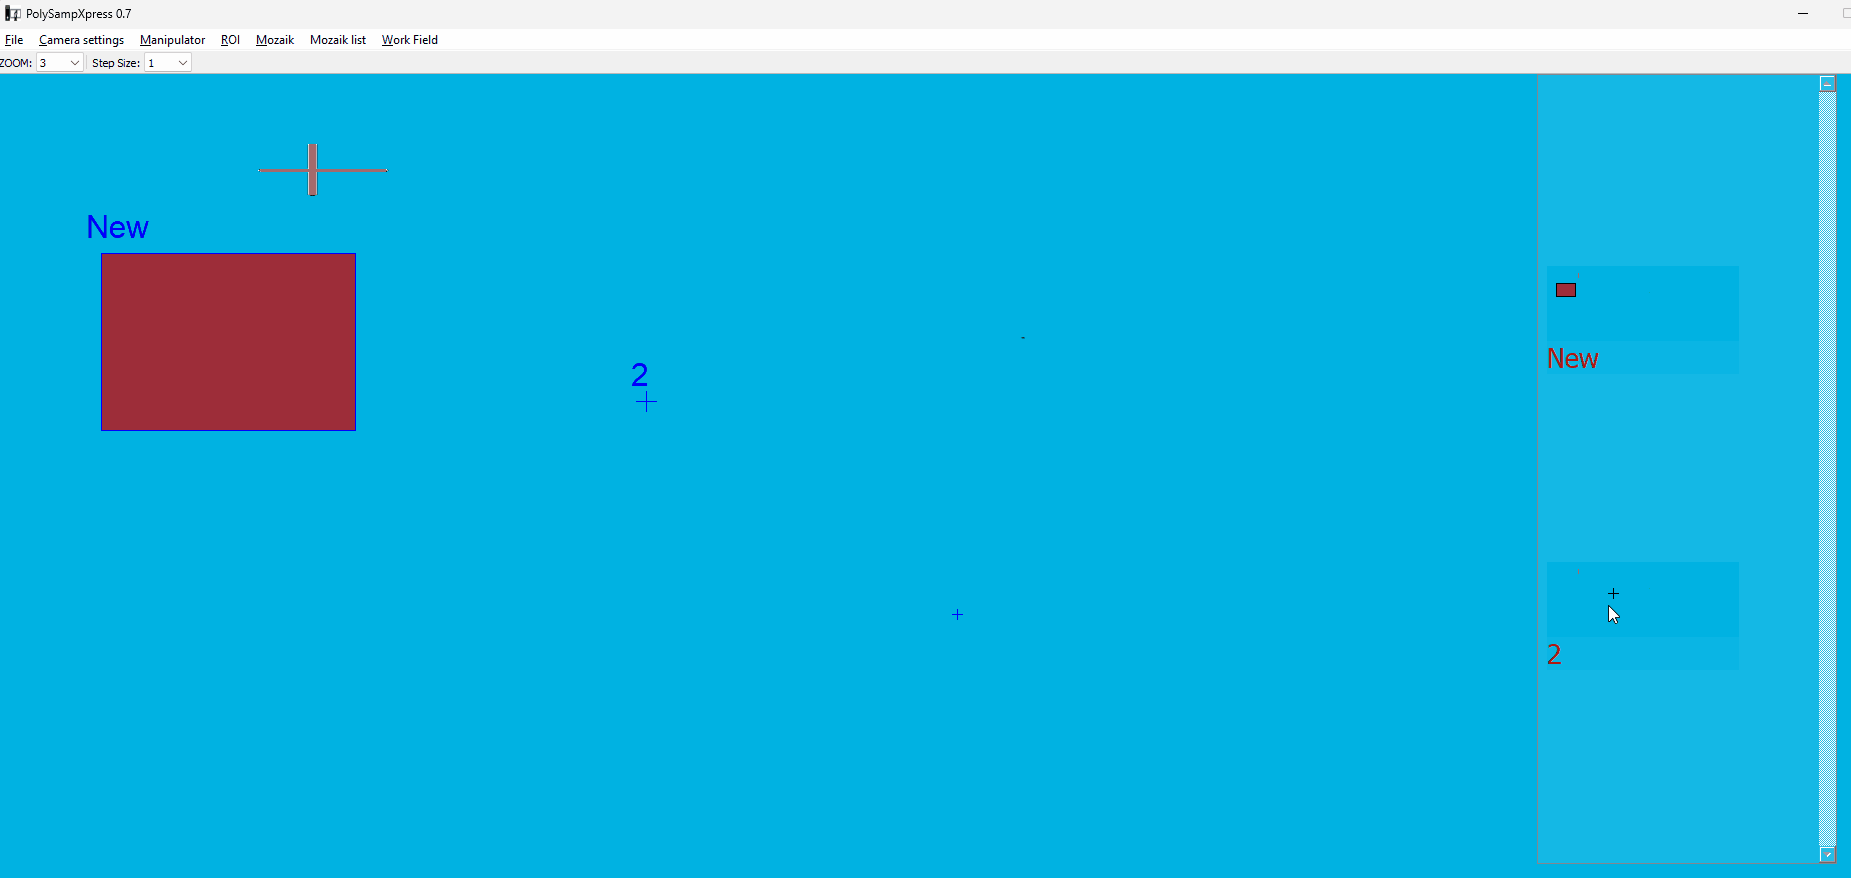 PolySampXpress 0.7
File Camera settings Manipulator ROI Mozaik Mozaik list Work Field
ZOOM: 3 Step Size: 1
New
2
New
2